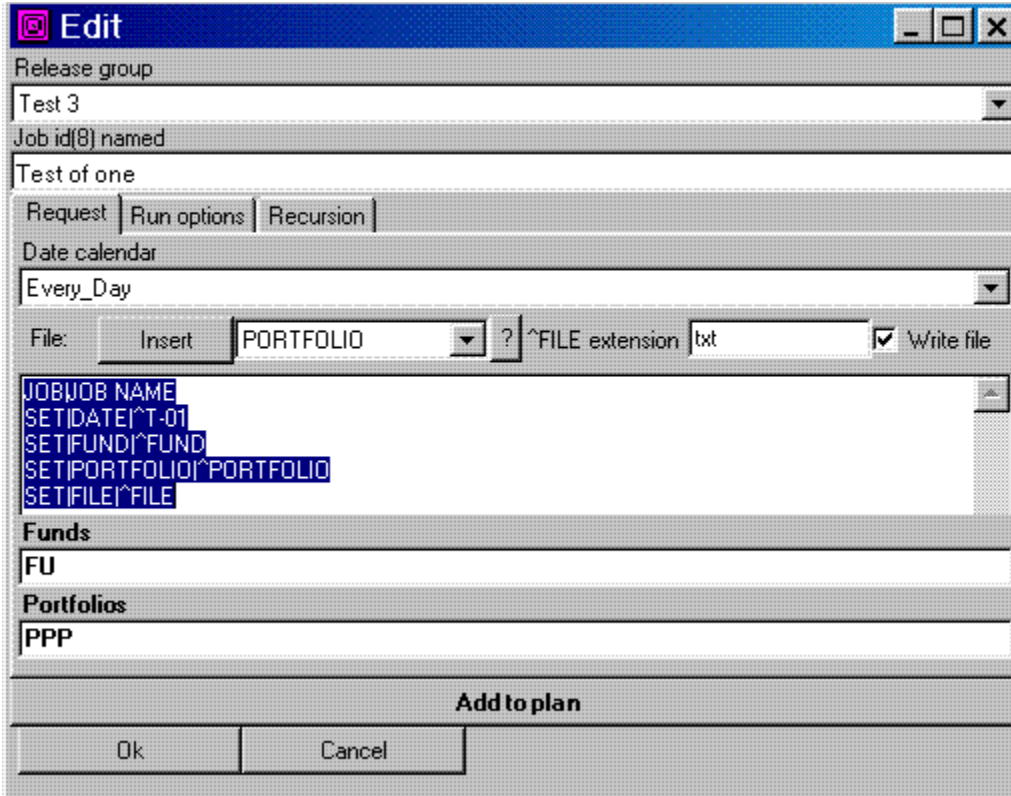 Edit
Release group
Test 3
Job id(8) named
Test of one
Request Run options Recursion
Date calendar
Every_Day
File: Insert PORTFOLIO ? ^FILE extension txt Write file
JOB|JOB NAME
SET|DATE|^T-01
SET|FUND|^FUND
SET|PORTFOLIO|^PORTFOLIO
SET|FILE|^FILE
Funds
FU
Portfolios
PPP
Add to plan
Ok Cancel